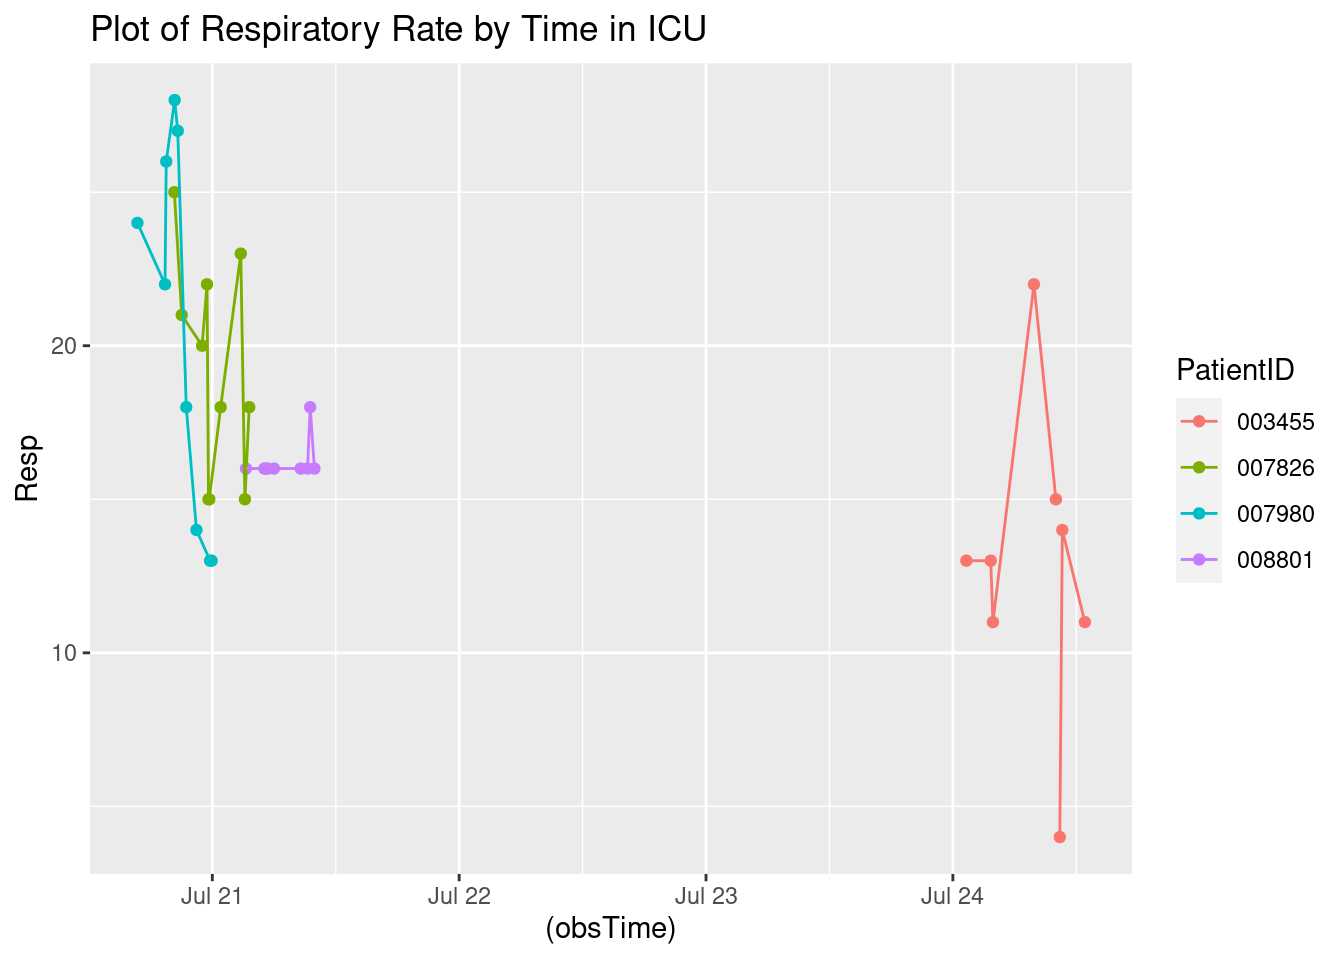 Plot of Respiratory Rate by Time in ICU
20
10
Resp
Jul 21
Jul 22
Jul 23
Jul 24
(obsTime)
PatientID
003455
007826
007980
008801